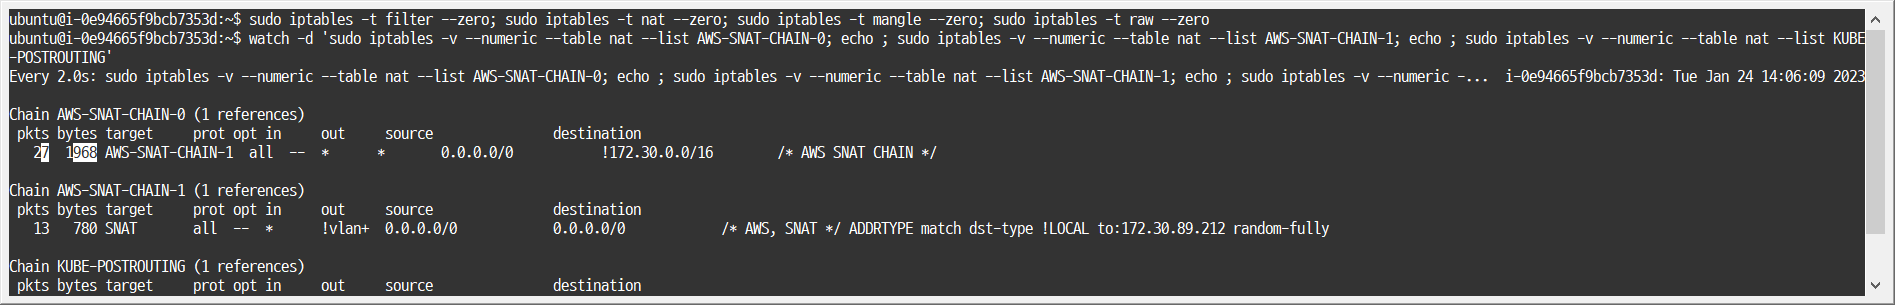 ubuntu@i-0e94665f9bcb7353d:~$ sudo iptables -t filter --zero; sudo iptables -t nat --zero; sudo iptables -t mangle --zero; sudo iptables -t raw --zero
ubuntu@i-0e94665f9bcb7353d:~$ watch -d 'sudo iptables -v --numeric --table nat --list AWS-SNAT-CHAIN-0; echo ; sudo iptables -v --numeric --table nat --list AWS-SNAT-CHAIN-1; echo ; sudo iptables -v --numeric --table nat --list KUBE
-POSTROUTING'
Every 2.0s: sudo iptables -v --numeric --table nat --list AWS-SNAT-CHAIN-0; echo ; sudo iptables -v --numeric --table nat --list AWS-SNAT-CHAIN-1; echo ; sudo iptables -v --numeric -...  i-0e94665f9bcb7353d: Tue Jan 24 14:06:09 2023
Chain AWS-SNAT-CHAIN-0 (1 references)
 pkts bytes target     prot opt in     out     source               destination
   27  1968 AWS-SNAT-CHAIN-1  all  --  *      *       0.0.0.0/0           !172.30.0.0/16        /* AWS SNAT CHAIN */
Chain AWS-SNAT-CHAIN-1 (1 references)
 pkts bytes target     prot opt in     out     source               destination
   13   780 SNAT       all  --  *      !vlan+  0.0.0.0/0            0.0.0.0/0            /* AWS, SNAT */ ADDRTYPE match dst-type !LOCAL to:172.30.89.212 random-fully
Chain KUBE-POSTROUTING (1 references)
 pkts bytes target     prot opt in     out     source               destination